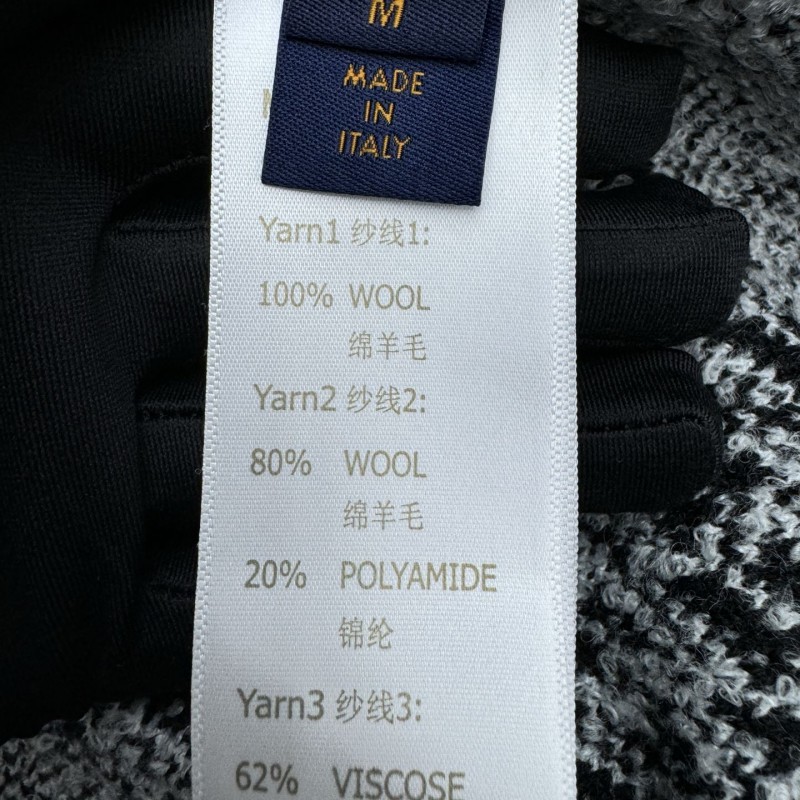 M
MADE
IN
ITALY
Yarn1 纱线1:
100% WOOL
绵羊毛
Yarn2 纱线2:
80% WOOL
绵羊毛
20% POLYAMIDE
锦纶
Yarn3 纱线3:
62% VISCOSE